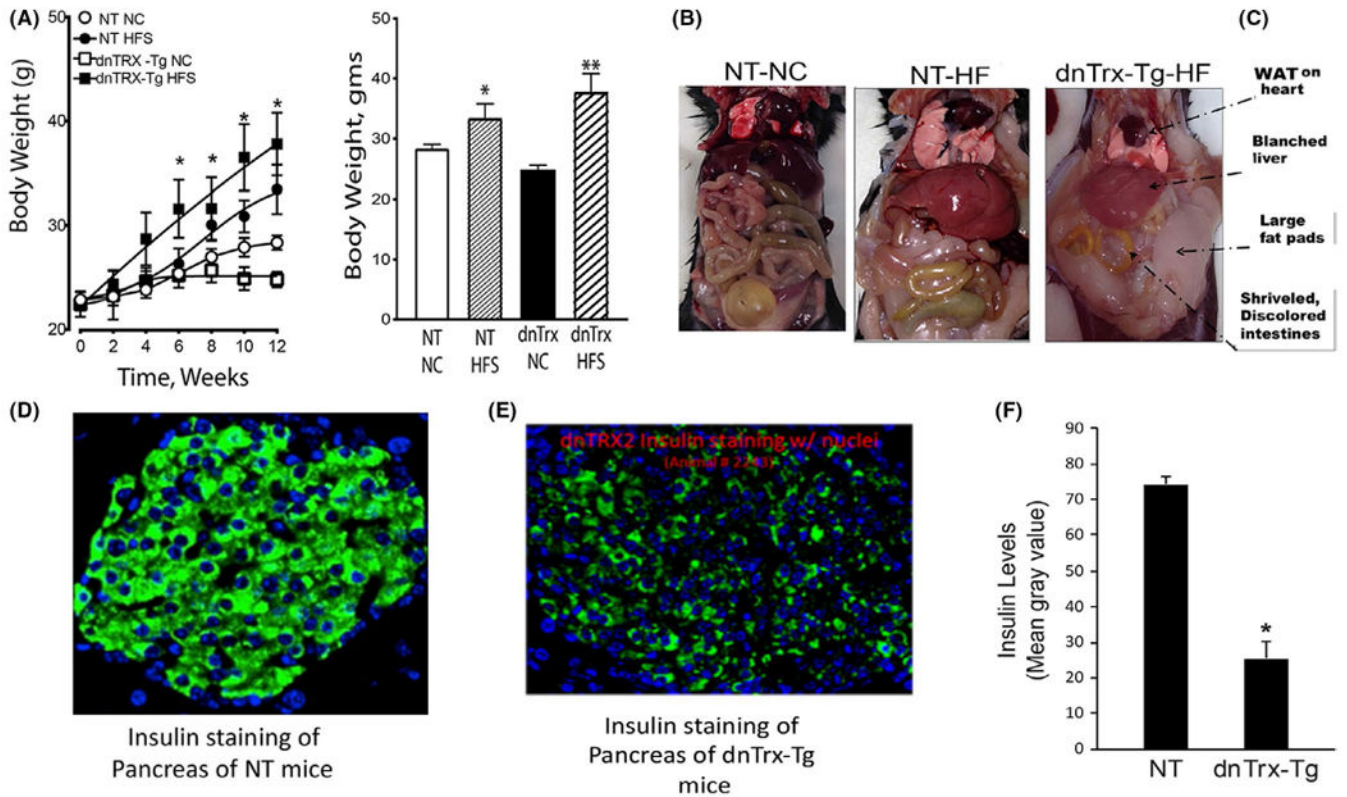 (A)
NT NC
NT HFS
dnTRX -Tg NC
dnTRX-Tg HFS
Body Weight (g)
50
40
30
20
* * * *
0 2 4 6 8 10 12
Time, Weeks
Body Weight, gms
50
40
30
20
10
0
*
**
NT
NC
NT
HFS
dnTrx
NC
dnTrx
HFS
(B)
NT-NC
NT-HF
dnTrx-Tg-HF
(C)
WAT on
heart
Blanched
liver
Large
fat pads
Shriveled,
Discolored
intestines
(D)
Insulin staining of
Pancreas of NT mice
(E)
dnTRX2 Insulin staining w/ nuclei
(Animal # 2243)
Insulin staining of
Pancreas of dnTrx-Tg
mice
(F)
Insulin Levels
(Mean gray value)
90
80
70
60
50
40
30
20
10
0
*
NT
dnTrx-Tg